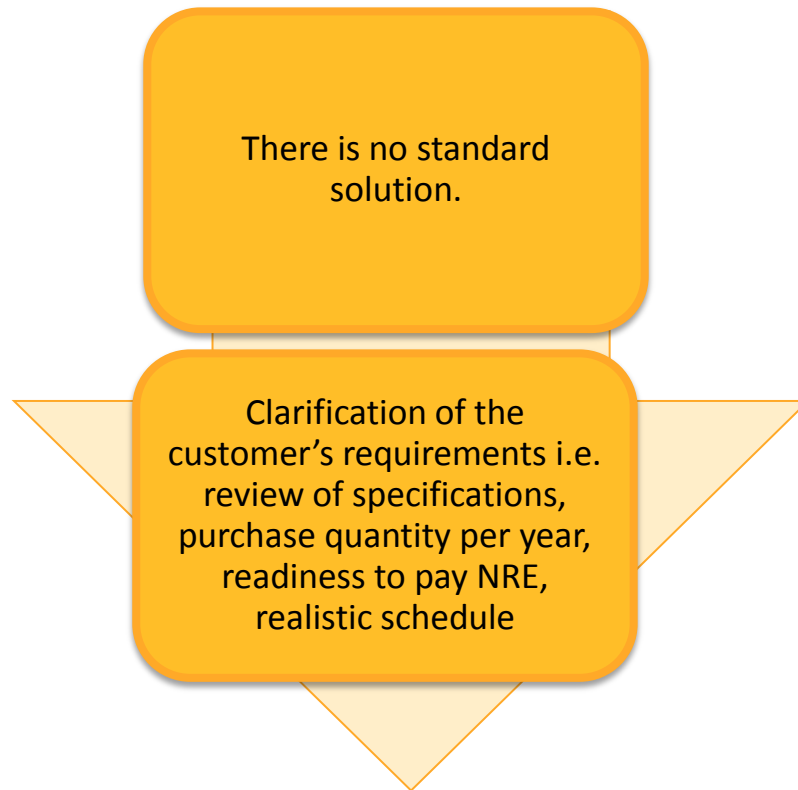 There is no standard
solution.
Clarification of the
customer’s requirements i.e.
review of specifications,
purchase quantity per year,
readiness to pay NRE,
realistic schedule